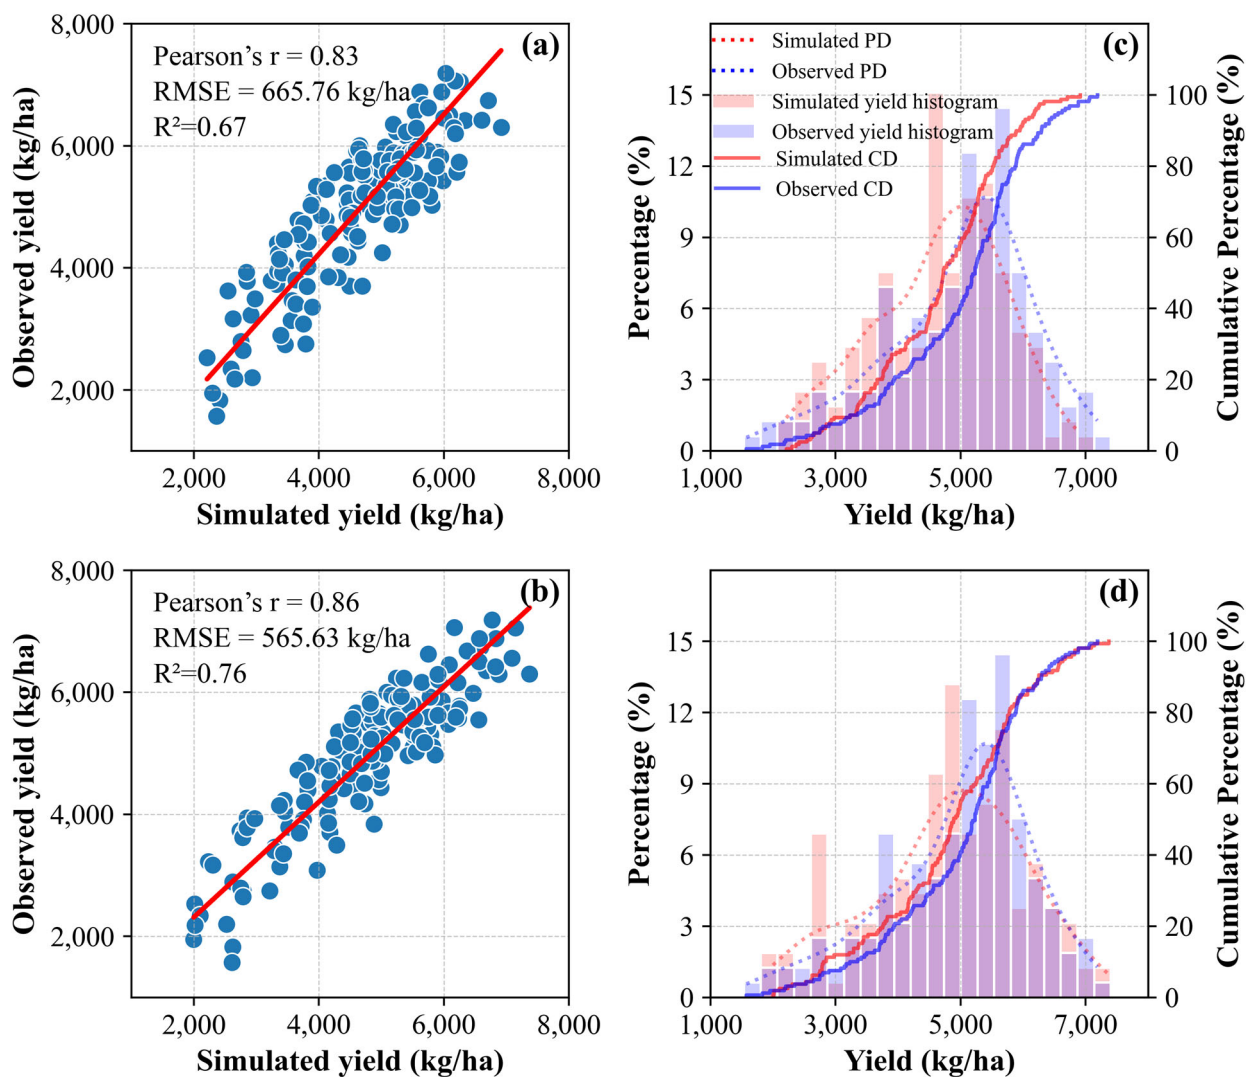 (a)
Pearson’s r = 0.83
RMSE = 665.76 kg/ha
R²=0.67
8,000
6,000
4,000
2,000
Observed yield (kg/ha)
2,000 4,000 6,000 8,000
Simulated yield (kg/ha)
(c)
Simulated PD
Observed PD
Simulated yield histogram
Observed yield histogram
Simulated CD
Observed CD
15
12
9
6
3
0
Percentage (%)
100
80
60
40
20
0
Cumulative Percentage (%)
1,000 3,000 5,000 7,000
Yield (kg/ha)
(b)
Pearson’s r = 0.86
RMSE = 565.63 kg/ha
R²=0.76
8,000
6,000
4,000
2,000
Observed yield (kg/ha)
2,000 4,000 6,000 8,000
Simulated yield (kg/ha)
(d)
15
12
9
6
3
0
Percentage (%)
100
80
60
40
20
0
Cumulative Percentage (%)
1,000 3,000 5,000 7,000
Yield (kg/ha)